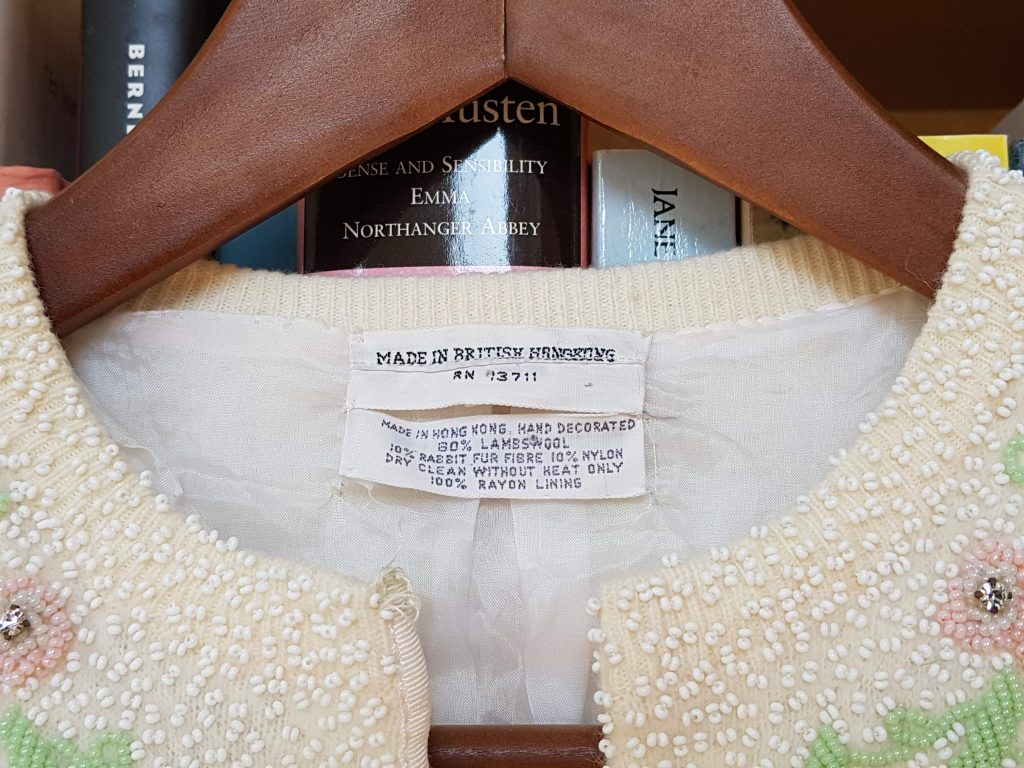 BERN
Austen
SENSE AND SENSIBILITY
EMMA
NORTHANGER ABBEY
JANE
MADE IN BRITISH HONGKONG
RN 13711
MADE IN HONG KONG, HAND DECORATED
80% LAMBSWOOL
10% RABBIT FUR FIBRE 10% NYLON
DRY CLEAN WITHOUT HEAT ONLY
100% RAYON LINING